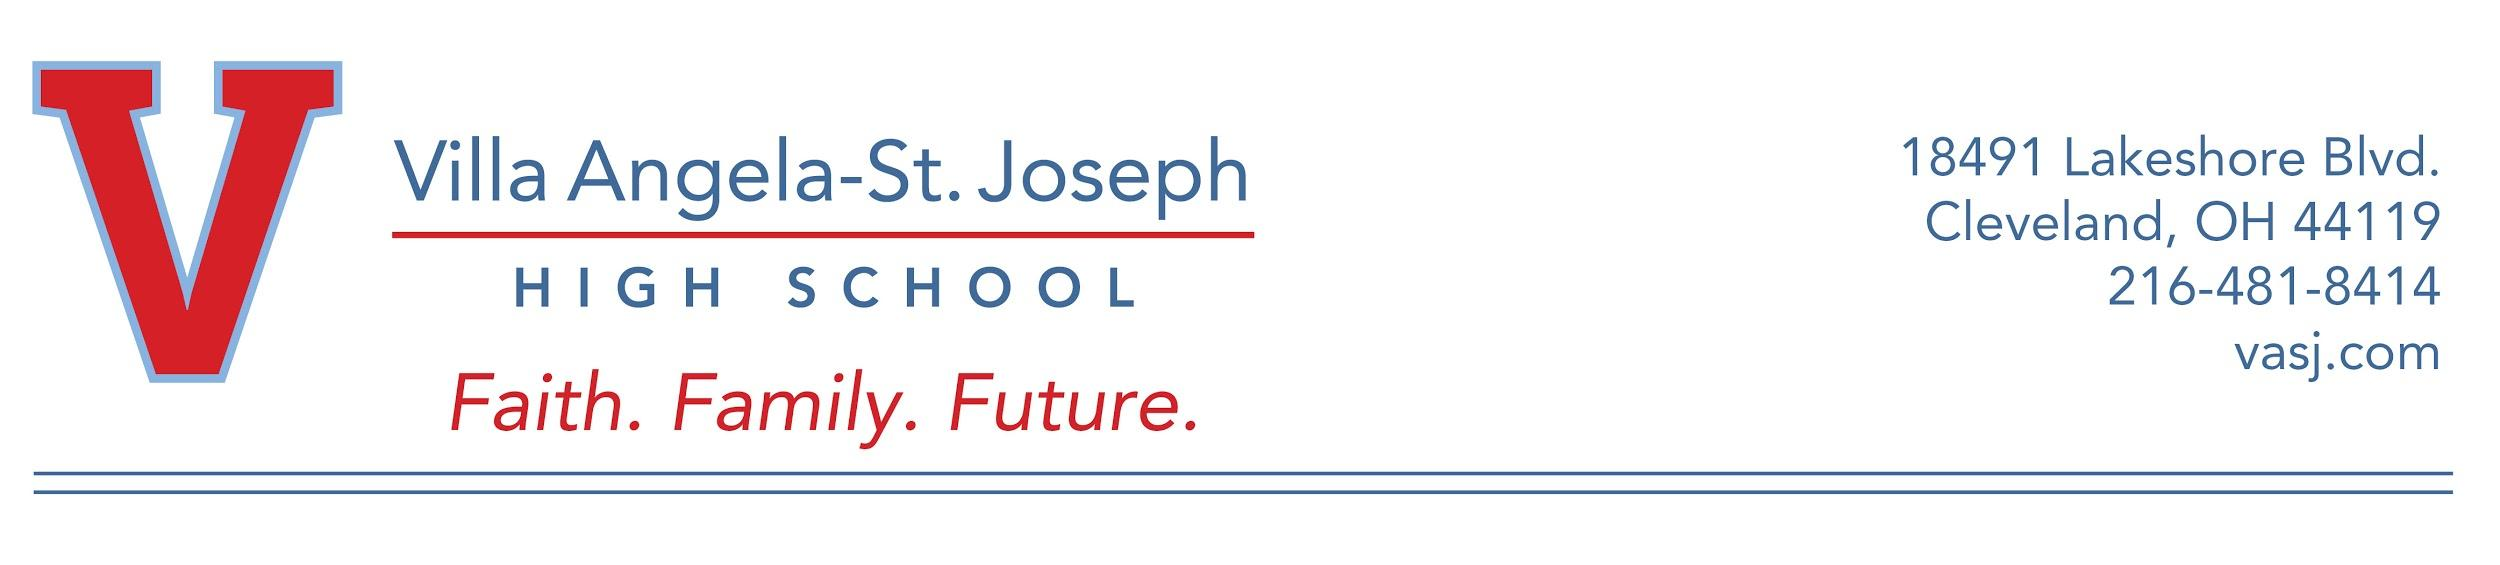 V
Villa Angela-St. Joseph
HIGH SCHOOL
Faith. Family. Future.
18491 Lakeshore Blvd.
Cleveland, OH 44119
216-481-8414
vasj.com